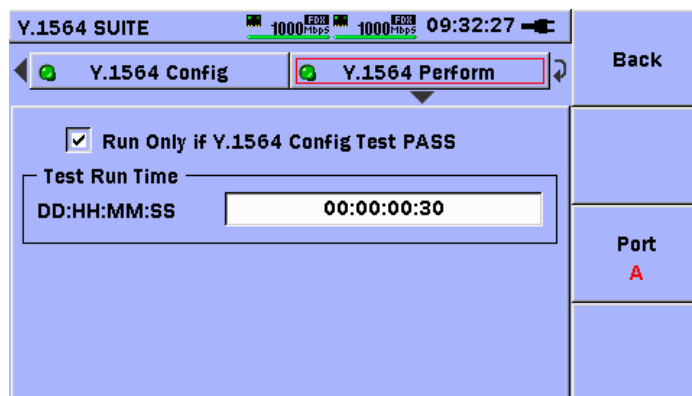 Y.1564 SUITE 1000 FDX Mbps 1000 FDX Mbps 09:32:27
Back
Y.1564 Config Y.1564 Perform
Run Only if Y.1564 Config Test PASS
Test Run Time
DD:HH:MM:SS 00:00:00:30
Port
A